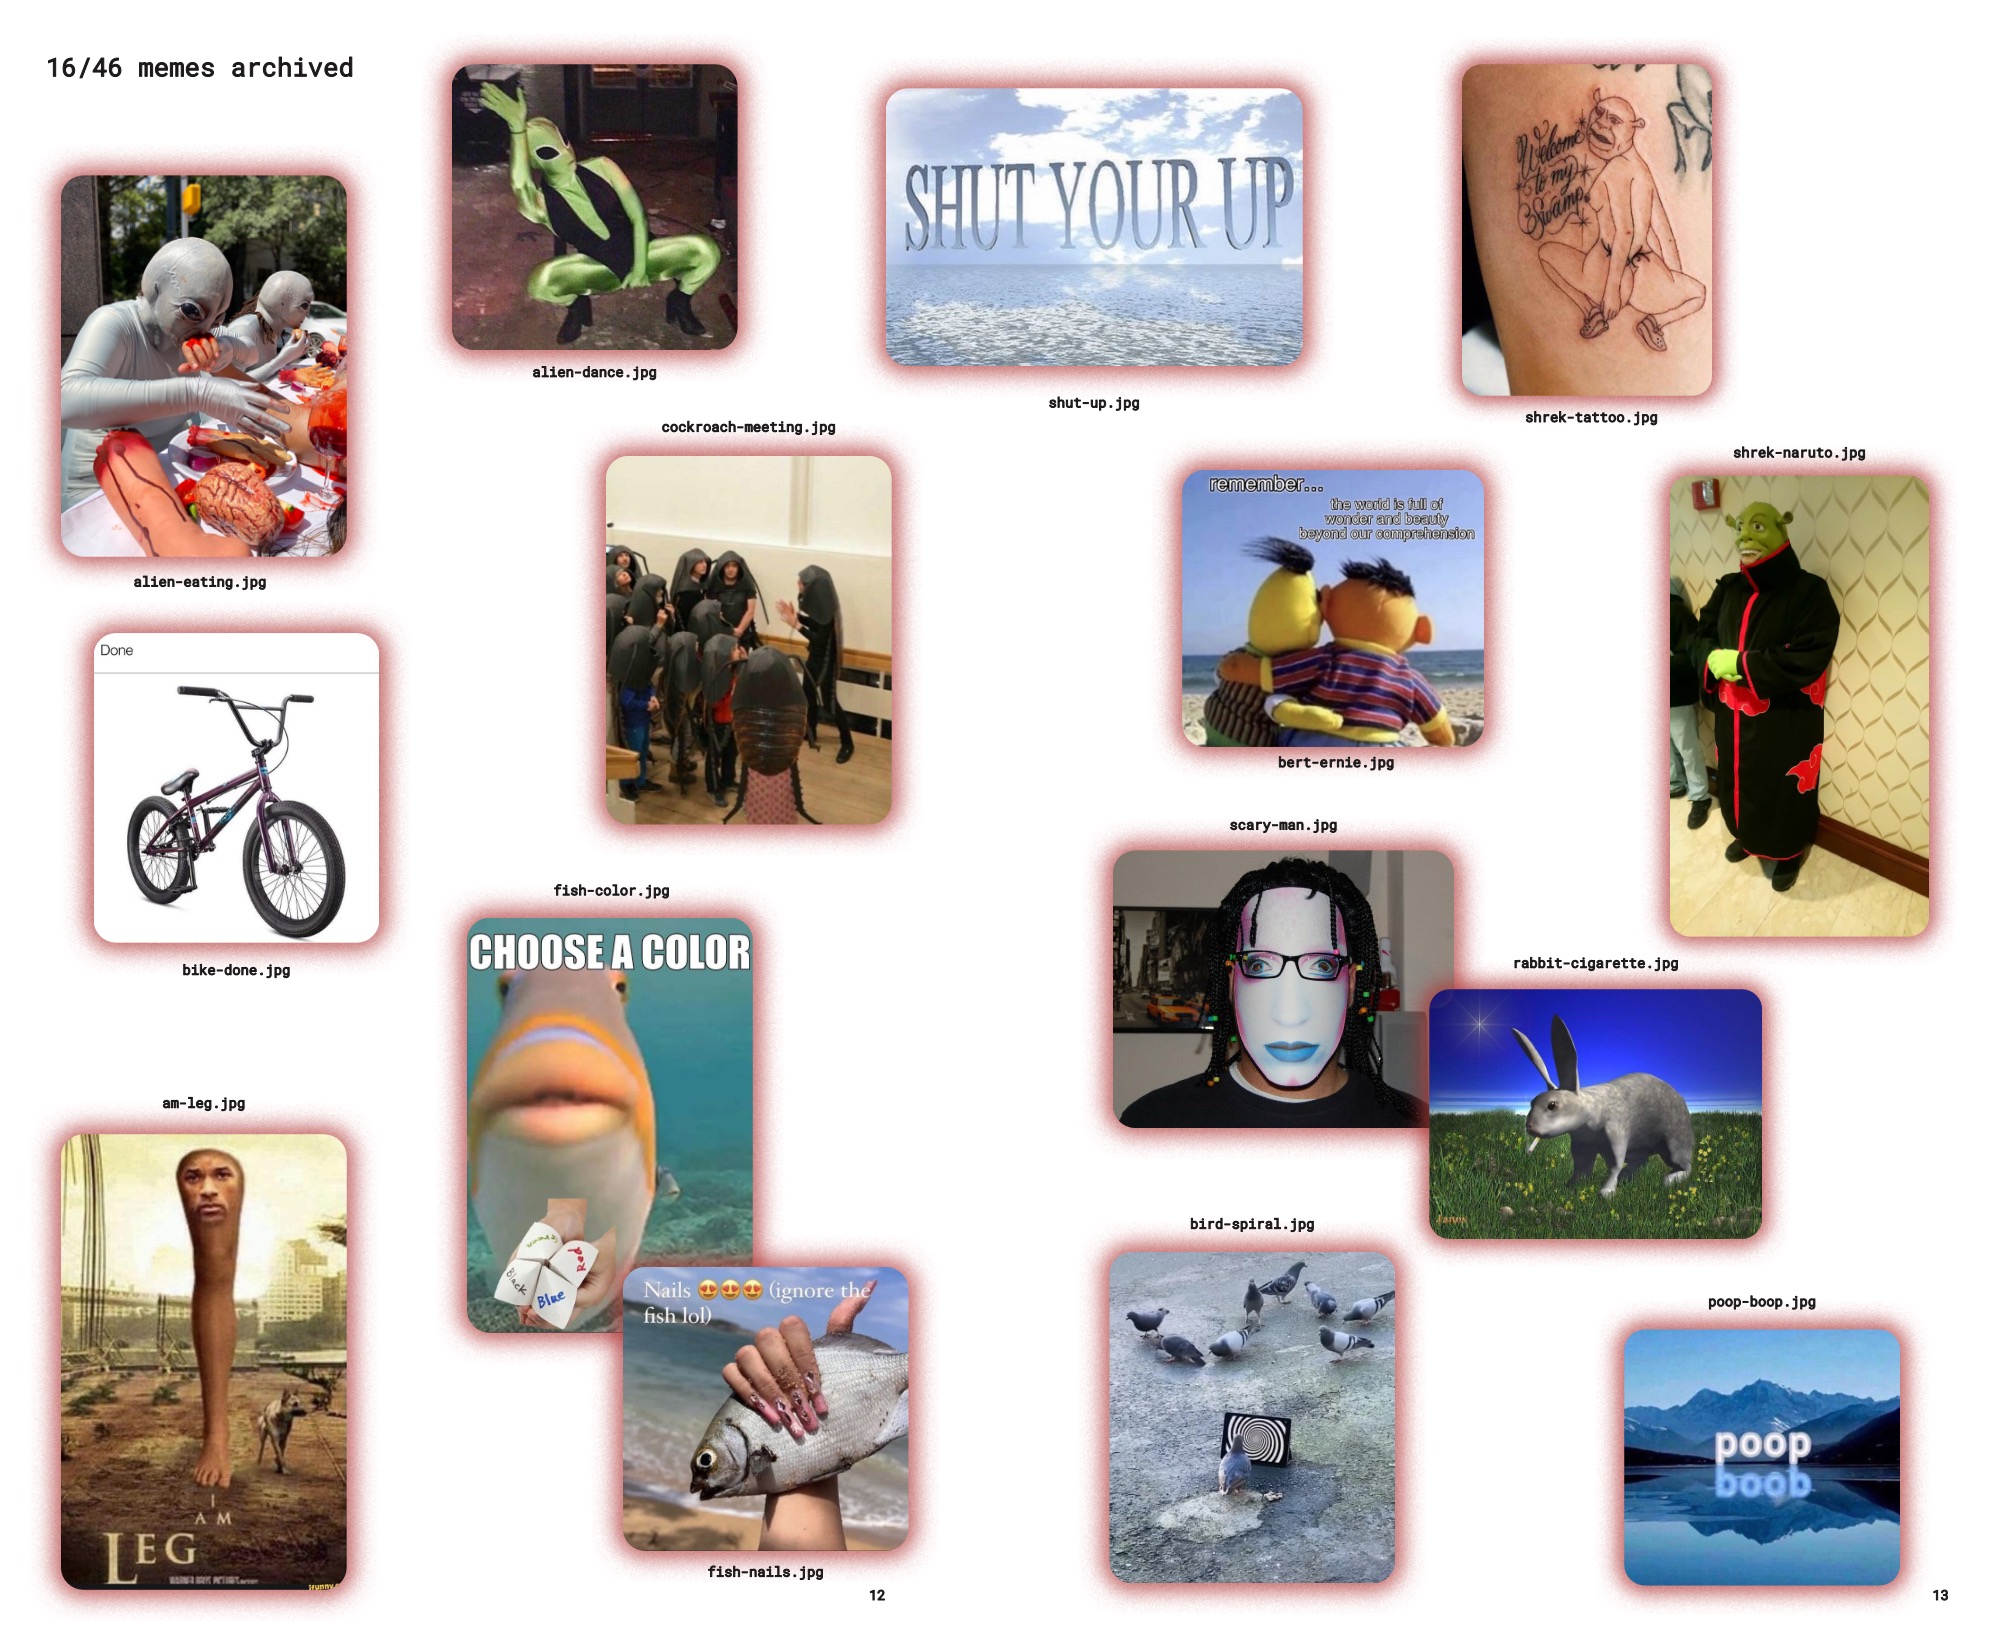 16/46 memes archived
alien-dance.jpg
SHUT YOUR UP
shut-up.jpg
Welcome
to my
Swamp
shrek-tattoo.jpg
alien-eating.jpg
cockroach-meeting.jpg
remember...
the world is full of
wonder and beauty
beyond our comprehension
bert-ernie.jpg
shrek-naruto.jpg
Done
bike-done.jpg
scary-man.jpg
fish-color.jpg
CHOOSE A COLOR
Green
Red
Black
Blue
rabbit-cigarette.jpg
am-leg.jpg
I
AM
LEG
Nails 😍😍😍 (ignore the
fish lol)
fish-nails.jpg
12
bird-spiral.jpg
poop-boop.jpg
poop
13